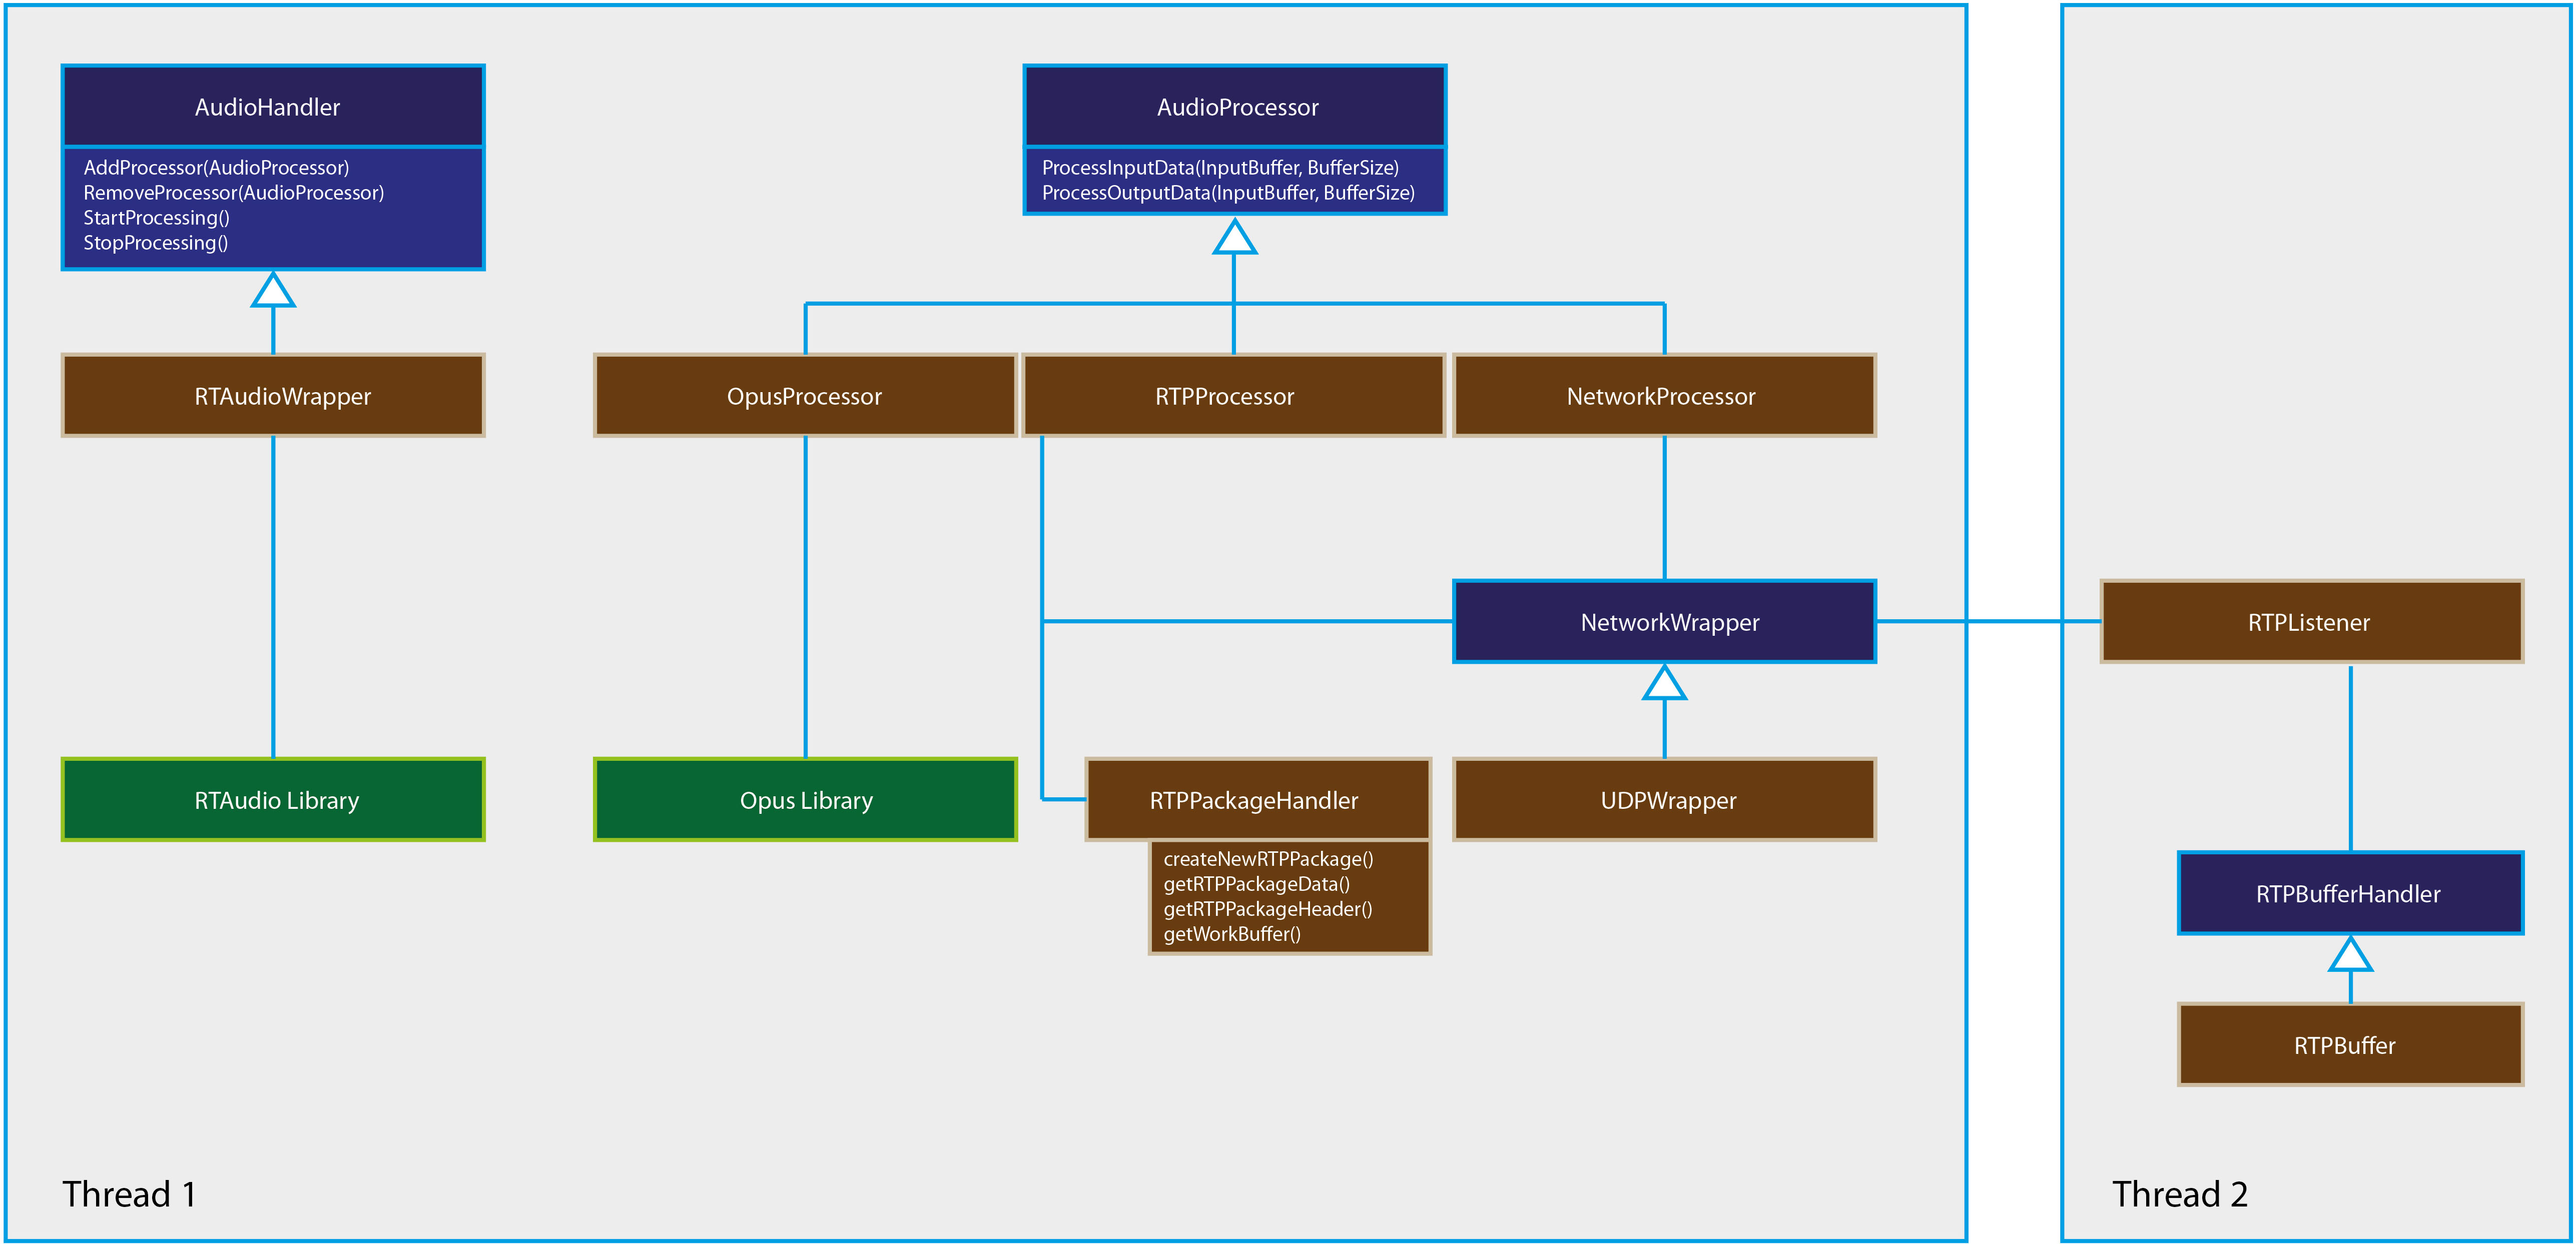 AudioHandler
AddProcessor(AudioProcessor)
RemoveProcessor(AudioProcessor)
StartProcessing()
StopProcessing()
AudioProcessor
ProcessInputData(InputBuffer, BufferSize)
ProcessOutputData(InputBuffer, BufferSize)
RTAudioWrapper
OpusProcessor
RTPProcessor
NetworkProcessor
NetworkWrapper
RTPListener
RTAudio Library
Opus Library
RTPPackageHandler
createNewRTPPackage()
getRTPPackageData()
getRTPPackageHeader()
getWorkBuffer()
UDPWrapper
RTPBufferHandler
RTPBuffer
Thread 1
Thread 2